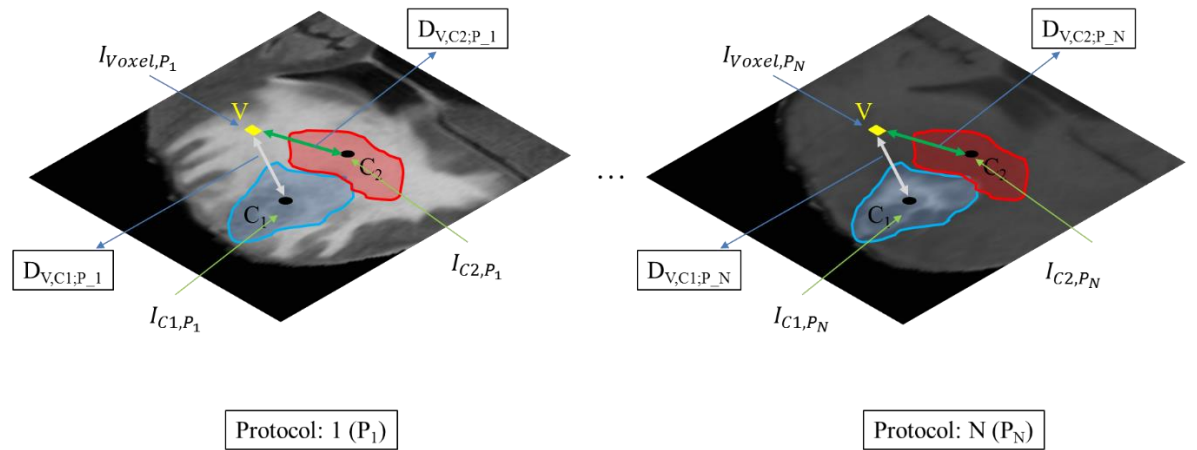 D_{V,C2;P_1}
I_{Voxel,P_1}
V
C_2
C_1
D_{V,C1;P_1}
I_{C2,P_1}
I_{C1,P_1}
Protocol: 1 (P_1)
...
D_{V,C2;P_N}
I_{Voxel,P_N}
V
C_2
C_1
D_{V,C1;P_N}
I_{C2,P_N}
I_{C1,P_N}
Protocol: N (P_N)